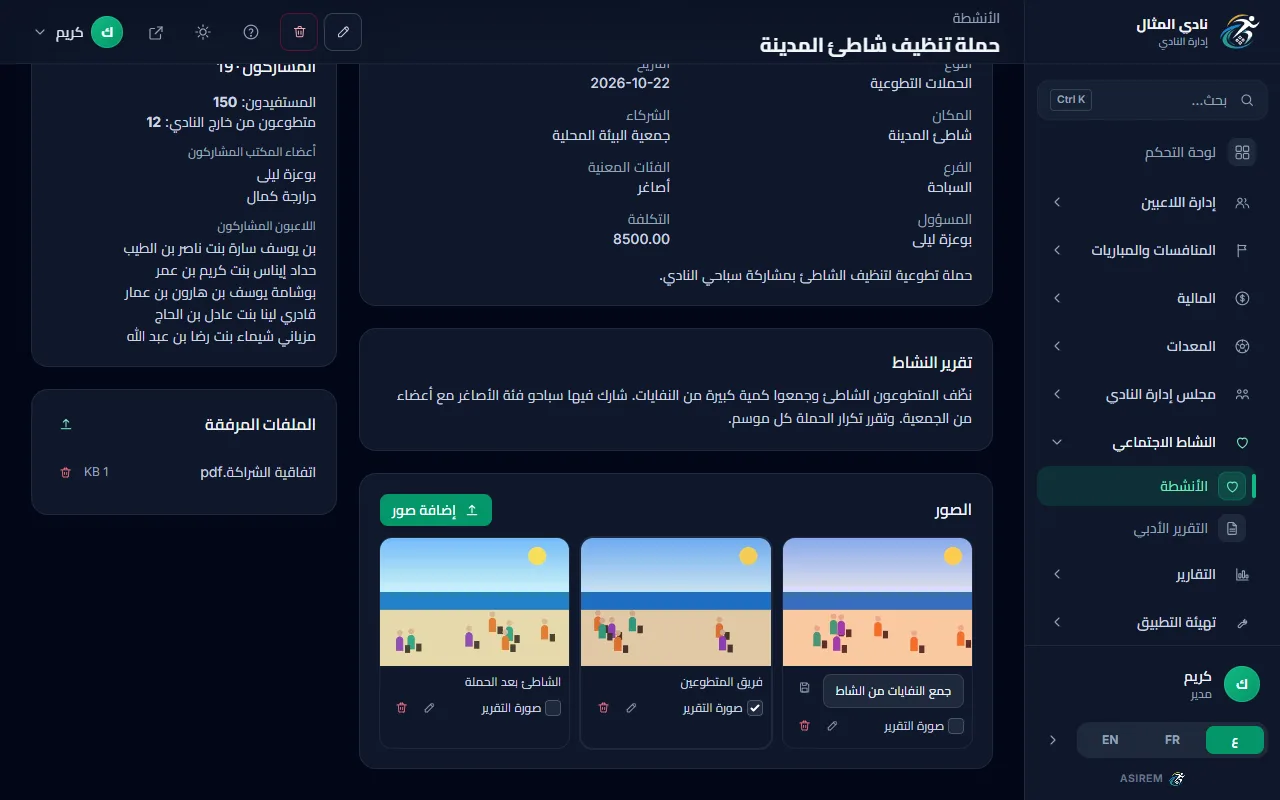 نادي المثال
إدارة النادي
بحث...
Ctrl K
لوحة التحكم
إدارة اللاعبين
المنافسات والمباريات
المالية
المعدات
مجلس إدارة النادي
النشاط الاجتماعي
الأنشطة
التقرير الأدبي
التقارير
تهيئة التطبيق
ك
كريم
مدير
ع
FR
EN
ASIREM
الأنشطة
حملة تنظيف شاطئ المدينة
ك
كريم
النوع
التاريخ
الحملات التطوعية
2026-10-22
المكان
الشركاء
شاطئ المدينة
جمعية البيئة المحلية
الفرع
الفئات المعنية
السباحة
أصاغر
المسؤول
التكلفة
بوعزة ليلى
8500.00
حملة تطوعية لتنظيف الشاطئ بمشاركة سباحي النادي.
تقرير النشاط
نظّف المتطوعون الشاطئ وجمعوا كمية كبيرة من النفايات. شارك فيها سباحو فئة الأصاغر مع أعضاء
من الجمعية. وتقرر تكرار الحملة كل موسم.
الصور
إضافة صور
جمع النفايات من الشاط
صورة التقرير
فريق المتطوعين
صورة التقرير
الشاطئ بعد الحملة
صورة التقرير
المشاركون · 19
المستفيدون: 150
متطوعون من خارج النادي: 12
أعضاء المكتب المشاركون
بوعزة ليلى
درارجة كمال
اللاعبون المشاركون
بن يوسف سارة بنت ناصر بن الطيب
حداد إيناس بنت كريم بن عمر
بوشامة يوسف بن هارون بن عمار
قادري لينا بنت عادل بن الحاج
مزياني شيماء بنت رضا بن عبد الله
الملفات المرفقة
اتفاقية الشراكة.pdf
1 KB